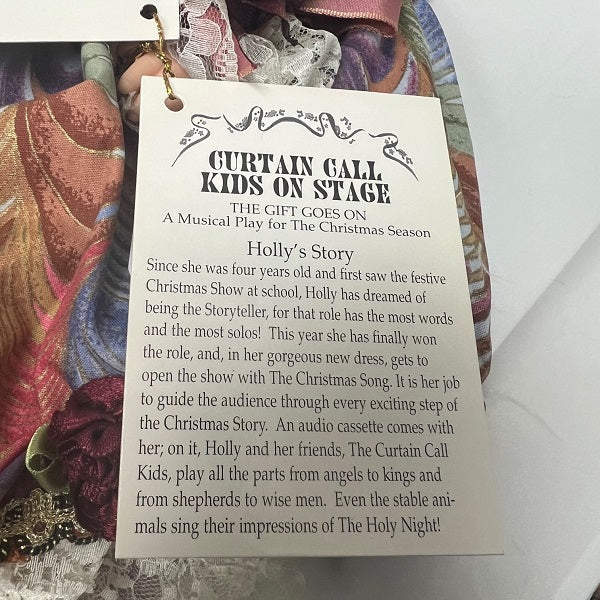 CURTAIN CALL
KIDS ON STAGE
THE GIFT GOES ON
A Musical Play for The Christmas Season
Holly's Story
Since she was four years old and first saw the festive
Christmas Show at school, Holly has dreamed of
being the Storyteller, for that role has the most words
and the most solos! This year she has finally won
the role, and, in her gorgeous new dress, gets to
open the show with The Christmas Song. It is her job
to guide the audience through every exciting step of
the Christmas Story. An audio cassette comes with
her; on it, Holly and her friends, The Curtain Call
Kids, play all the parts from angels to kings and
from shepherds to wise men. Even the stable ani-
mals sing their impressions of The Holy Night!